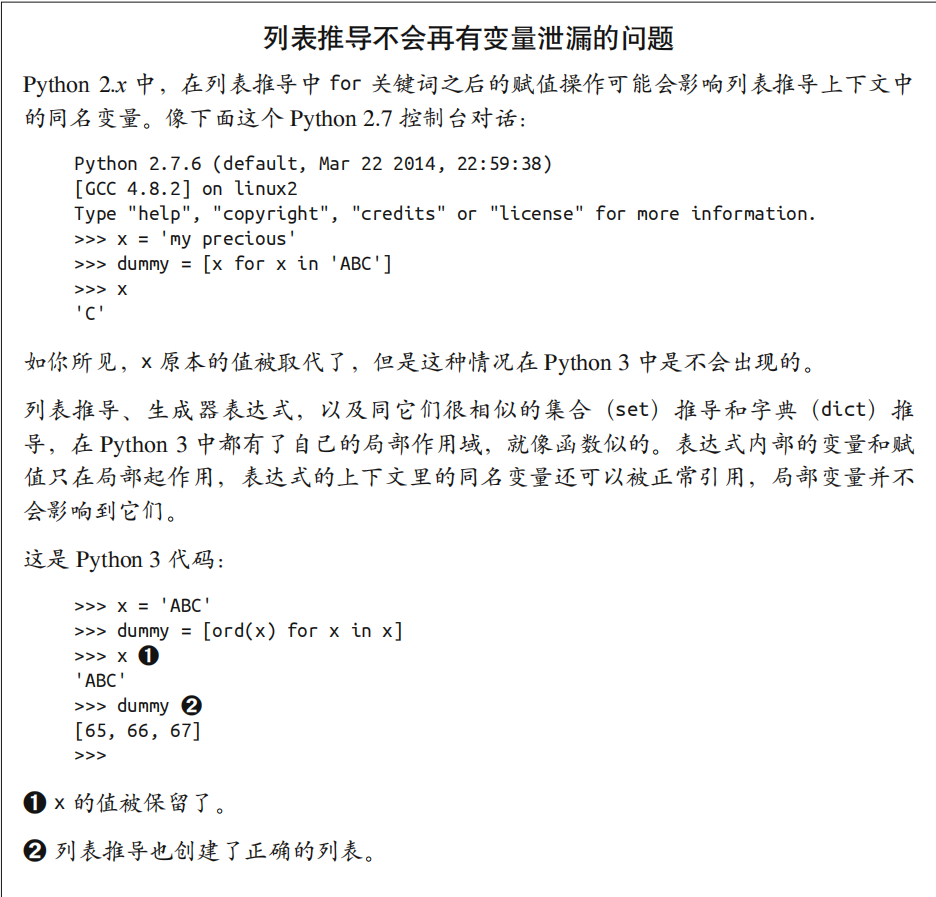 列表推导不会再有变量泄漏的问题
Python 2.x 中，在列表推导中 for 关键词之后的赋值操作可能会影响列表推导上下文中
的同名变量。像下面这个 Python 2.7 控制台对话：
Python 2.7.6 (default, Mar 22 2014, 22:59:38)
[GCC 4.8.2] on linux2
Type "help", "copyright", "credits" or "license" for more information.
>>> x = 'my precious'
>>> dummy = [x for x in 'ABC']
>>> x
'C'
如你所见，x 原本的值被取代了，但是这种情况在 Python 3 中是不会出现的。
列表推导、生成器表达式，以及同它们很相似的集合（set）推导和字典（dict）推
导，在 Python 3 中都有了自己的局部作用域，就像函数似的。表达式内部的变量和赋
值只在局部起作用，表达式的上下文里的同名变量还可以被正常引用，局部变量并不
会影响到它们。
这是 Python 3 代码：
>>> x = 'ABC'
>>> dummy = [ord(x) for x in x]
>>> x ❶
'ABC'
>>> dummy ❷
[65, 66, 67]
>>>
❶ x 的值被保留了。
❷ 列表推导也创建了正确的列表。